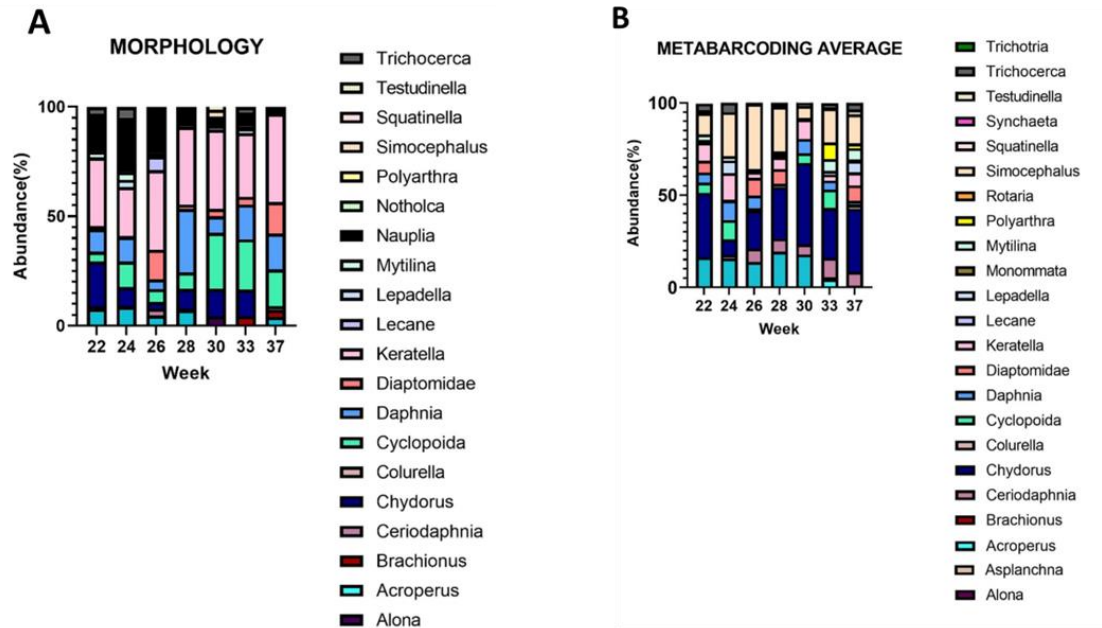 A
MORPHOLOGY
Abundance(%)
100
50
0
22 24 26 28 30 33 37
Week
Trichocerca
Testudinella
Squatinella
Simocephalus
Polyarthra
Notholca
Nauplia
Mytilina
Lepadella
Lecane
Keratella
Diaptomidae
Daphnia
Cyclopoida
Colurella
Chydorus
Ceriodaphnia
Brachionus
Acroperus
Alona
B
METABARCODING AVERAGE
Abundance(%)
100
50
0
22 24 26 28 30 33 37
Week
Trichotria
Trichocerca
Testudinella
Synchaeta
Squatinella
Simocephalus
Rotaria
Polyarthra
Mytilina
Monommata
Lepadella
Lecane
Keratella
Diaptomidae
Daphnia
Cyclopoida
Colurella
Chydorus
Ceriodaphnia
Brachionus
Acroperus
Asplanchna
Alona